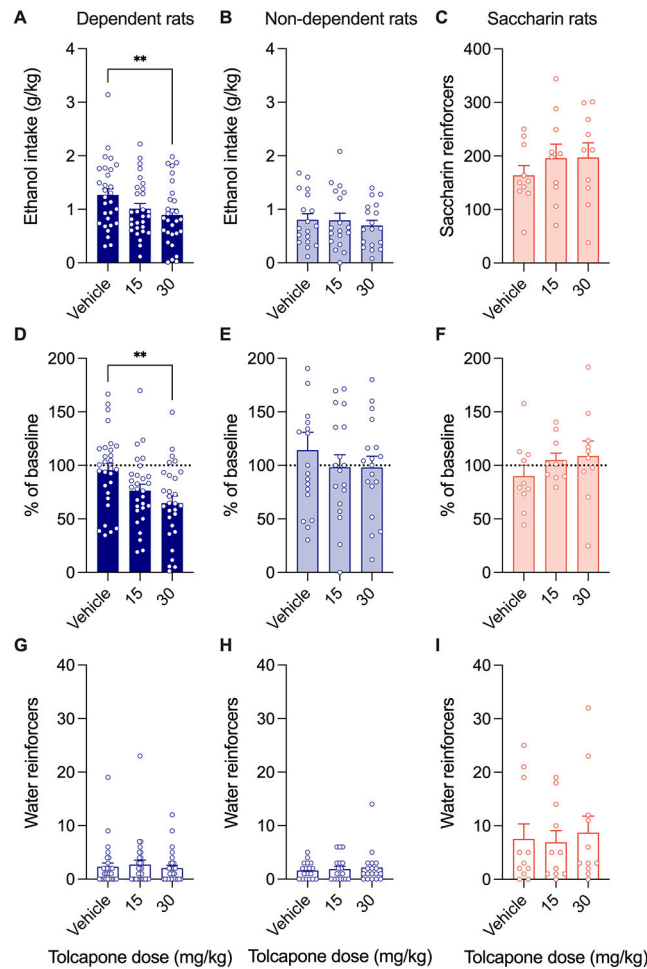 A Dependent rats B Non-dependent rats C Saccharin rats
Ethanol intake (g/kg)
4
3
2
1
0
**
Vehicle 15 30
Ethanol intake (g/kg)
4
3
2
1
0
Vehicle 15 30
Saccharin reinforcers
400
300
200
100
0
Vehicle 15 30
D E F
% of baseline
200
150
100
50
0
**
Vehicle 15 30
% of baseline
200
150
100
50
0
Vehicle 15 30
% of baseline
200
150
100
50
0
Vehicle 15 30
G H I
Water reinforcers
40
30
20
10
0
Vehicle 15 30
Water reinforcers
40
30
20
10
0
Vehicle 15 30
Water reinforcers
40
30
20
10
0
Vehicle 15 30
Tolcapone dose (mg/kg) Tolcapone dose (mg/kg) Tolcapone dose (mg/kg)